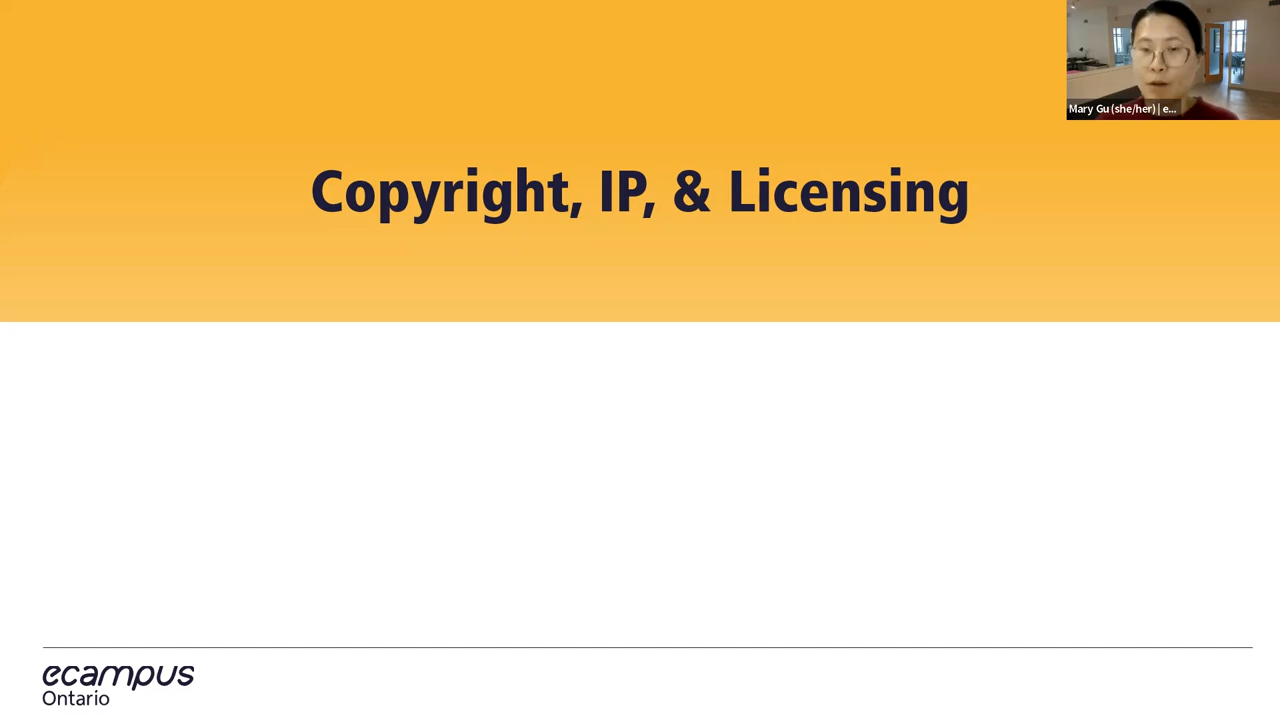 Mary Gu (she/her) | e...
Copyright, IP, & Licensing
ecampus
Ontario